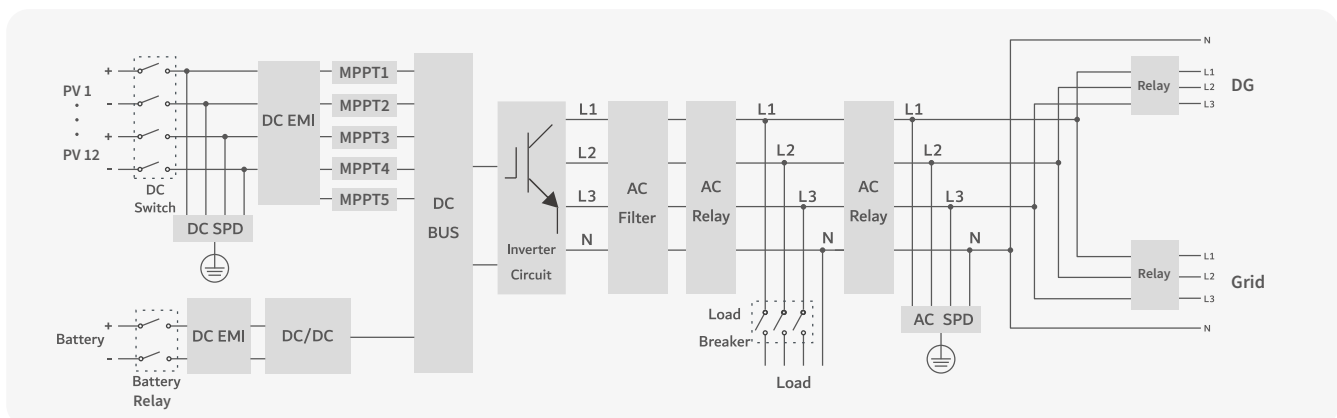 +
PV 1
-
+
PV 12
-
DC
Switch
DC SPD
DC EMI
MPPT1
MPPT2
MPPT3
MPPT4
MPPT5
Battery
+
-
Battery
Relay
DC EMI
DC/DC
DC
BUS
Inverter
Circuit
L1
L2
L3
N
AC
Filter
AC
Relay
L1
L2
L3
N
Load
Breaker
Load
AC
Relay
L1
L2
L3
N
AC SPD
N
Relay
L1
L2
L3
DG
Relay
L1
L2
L3
Grid
N